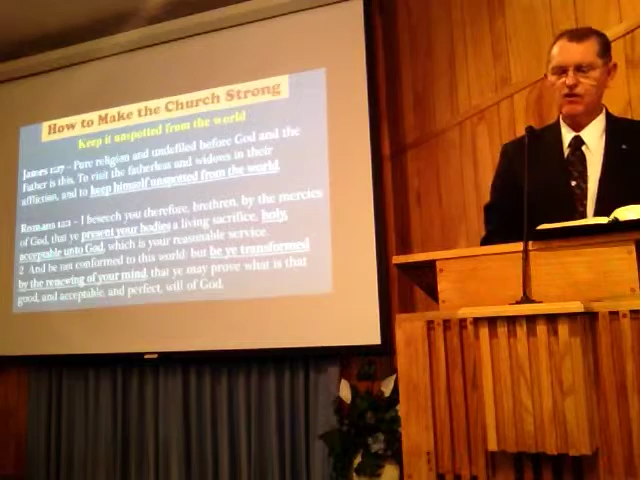 How to Make the Church Strong
Keep it unspotted from the world
James 1:27 – Pure religion and undefiled before God and the
Father is this, To visit the fatherless and widows in their
affliction, and to keep himself unspotted from the world.
Romans 12:1 – I beseech you therefore, brethren, by the mercies
of God, that ye present your bodies a living sacrifice, holy,
acceptable unto God, which is your reasonable service.
2 And be not conformed to this world: but be ye transformed
by the renewing of your mind, that ye may prove what is that
good, and acceptable, and perfect, will of God.